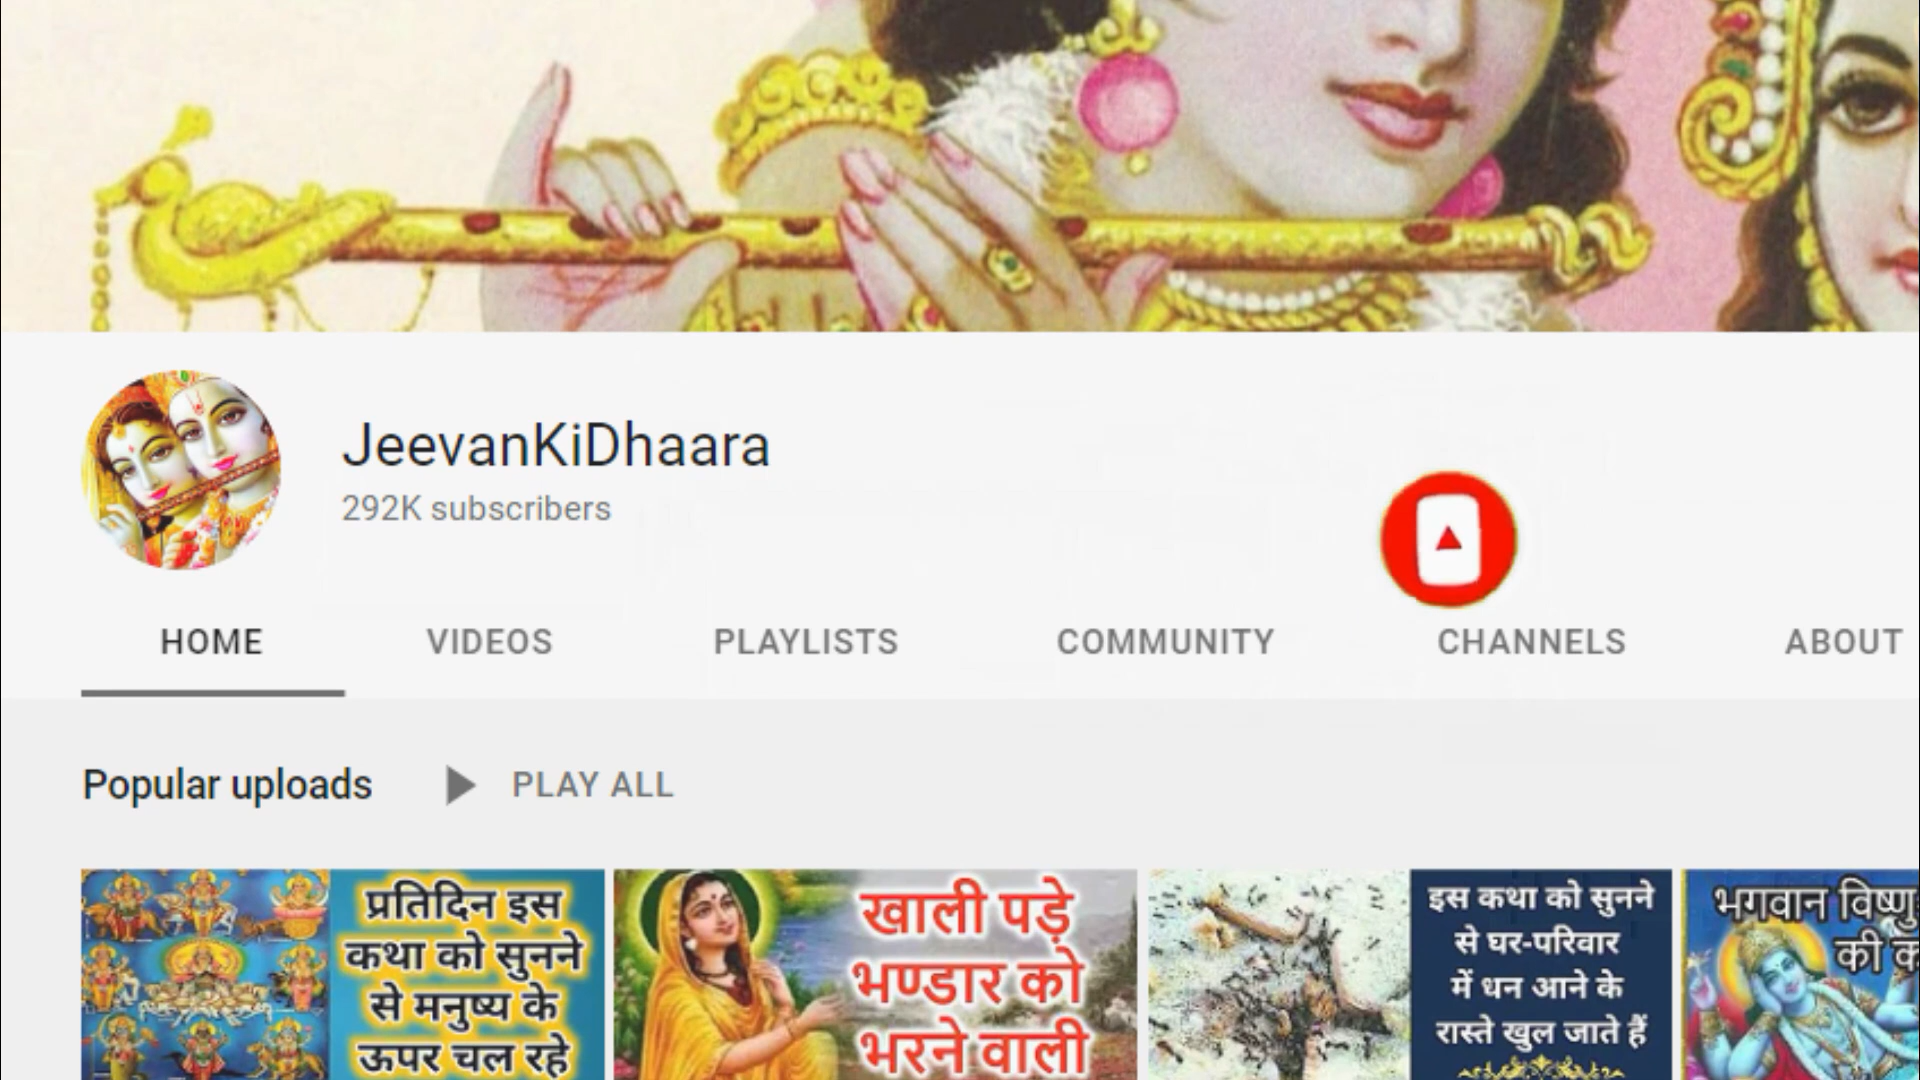 JeevanKiDhaara
292K subscribers
HOME VIDEOS PLAYLISTS COMMUNITY CHANNELS ABOUT
Popular uploads PLAY ALL
प्रतिदिन इस
कथा को सुनने
से मनुष्य के
ऊपर चल रहे
खाली पड़े
भण्डार को
भरने वाली
इस कथा को सुनने
से घर-परिवार
में धन आने के
रास्ते खुल जाते हैं
भगवान विष्णु
की